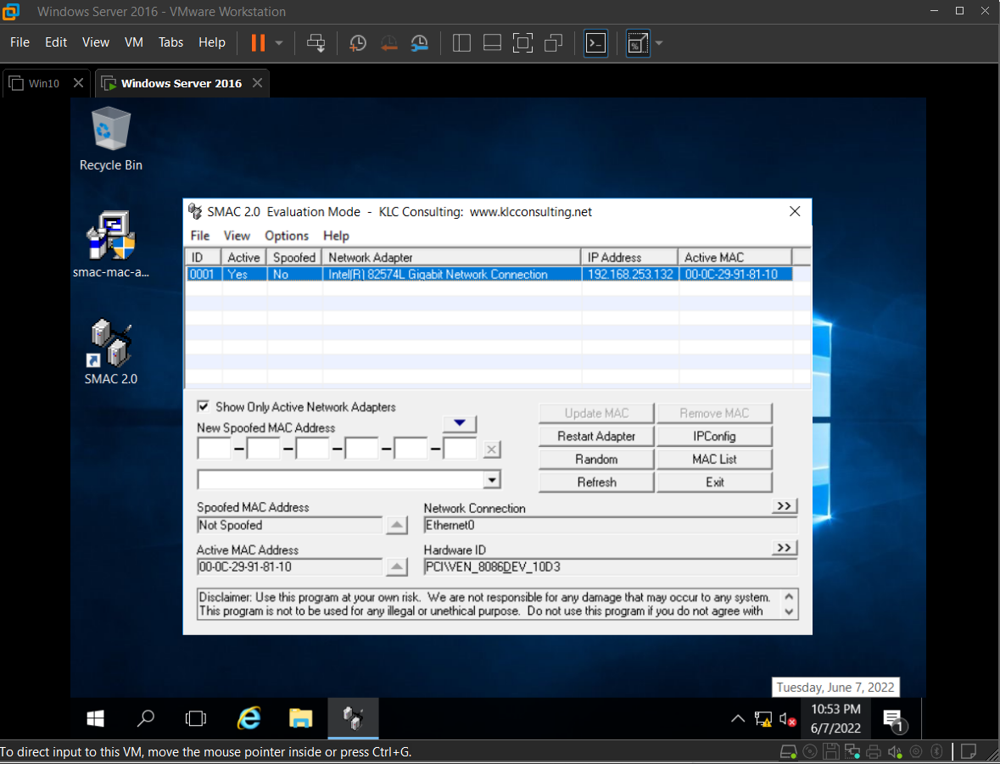 Windows Server 2016 - VMware Workstation
File Edit View VM Tabs Help
Win10 Windows Server 2016
Recycle Bin
smac-mac-a...
SMAC 2.0
SMAC 2.0 Evaluation Mode - KLC Consulting: www.klcconsulting.net
File View Options Help
ID Active Spoofed Network Adapter IP Address Active MAC
0001 Yes No Intel(R) 82574L Gigabit Network Connection 192.168.253.132 00-0C-29-91-81-10
Show Only Active Network Adapters
New Spoofed MAC Address
Update MAC Remove MAC
Restart Adapter IPConfig
Random MAC List
Refresh Exit
Spoofed MAC Address
Not Spoofed
Network Connection >>
Ethernet0
Active MAC Address
00-0C-29-91-81-10
Hardware ID >>
PCI\VEN_8086DEV_10D3
Disclaimer: Use this program at your own risk. We are not responsible for any damage that may occur to any system.
This program is not to be used for any illegal or unethical purpose. Do not use this program if you do not agree with
Tuesday, June 7, 2022
10:53 PM
6/7/2022
1
To direct input to this VM, move the mouse pointer inside or press Ctrl+G.